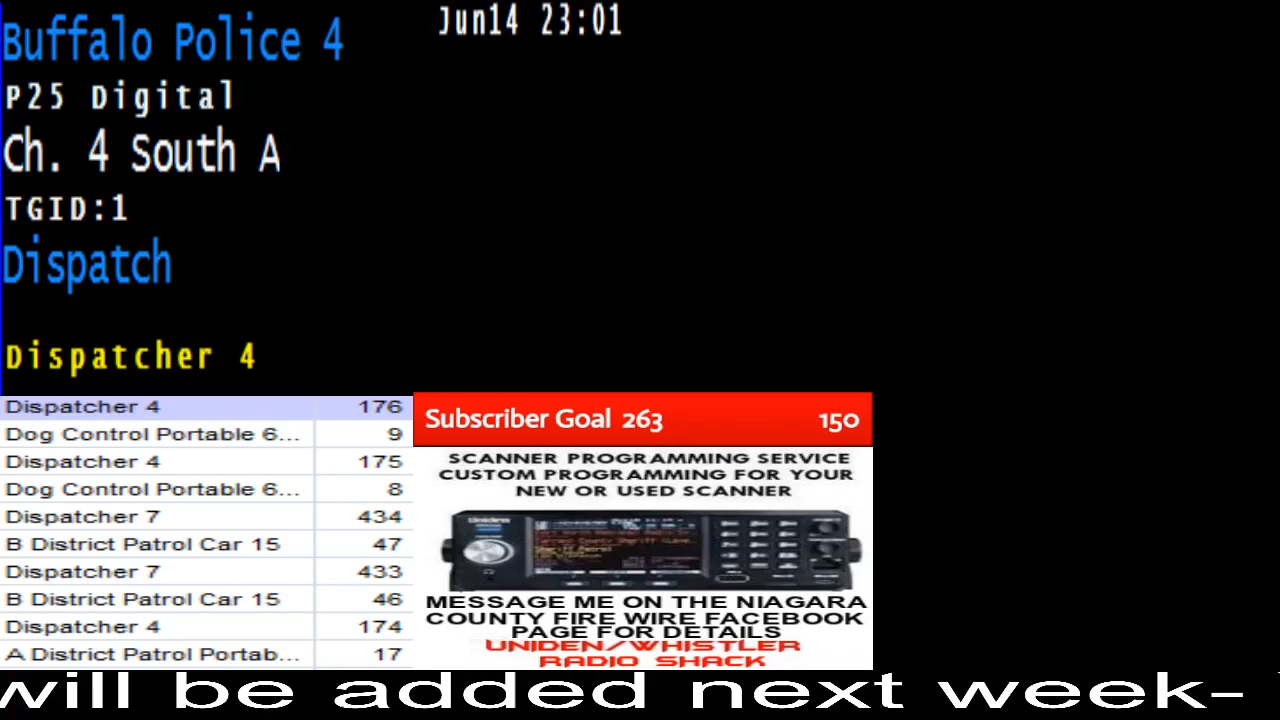 Buffalo Police 4
Jun14 23:01
P25 Digital
Ch. 4 South A
TGID:1
Dispatch
Dispatcher 4
Dispatcher 4 176
Dog Control Portable 6... 9
Dispatcher 4 175
Dog Control Portable 6... 8
Dispatcher 7 434
B District Patrol Car 15 47
Dispatcher 7 433
B District Patrol Car 15 46
Dispatcher 4 174
A District Patrol Portab... 17
Subscriber Goal 263 150
SCANNER PROGRAMMING SERVICE
CUSTOM PROGRAMMING FOR YOUR
NEW OR USED SCANNER
Uniden
MESSAGE ME ON THE NIAGARA
COUNTY FIRE WIRE FACEBOOK
PAGE FOR DETAILS
UNIDEN/WHISTLER
RADIO SHACK
will be added next week-